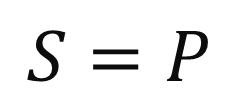 S = P